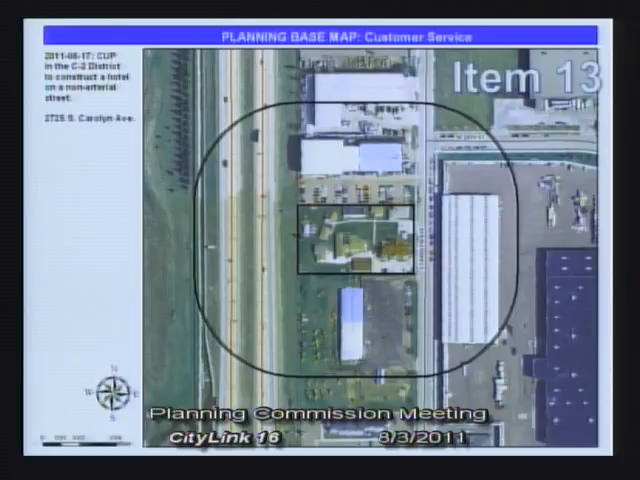 PLANNING BASE MAP: Customer Service
2011-06-17: CUP
in the C-2 District
to construct a hotel
on a non-arterial
street.
2725 S. Carolyn Ave.
Item 13
N
W
E
S
Planning Commission Meeting
CityLink 16 8/3/2011